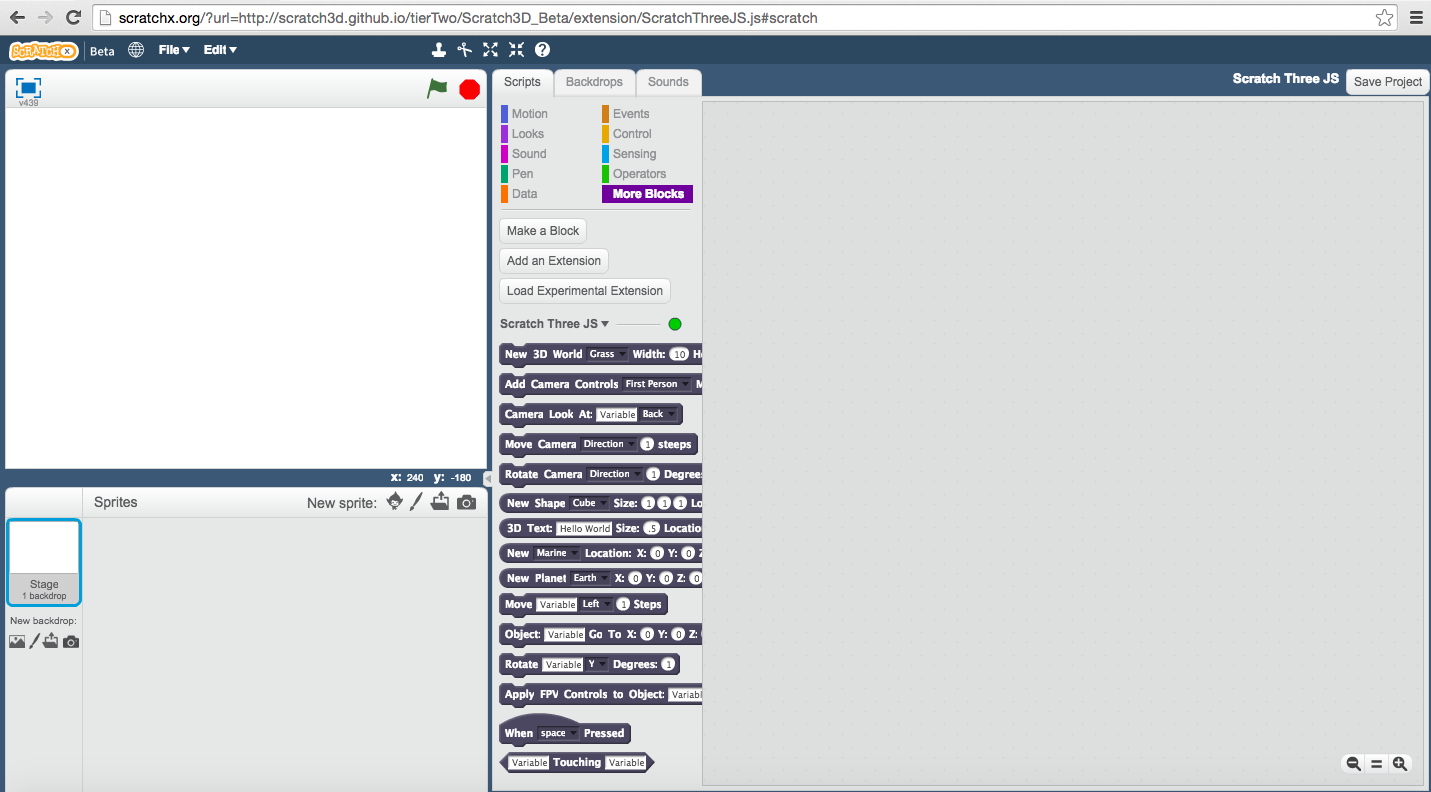 scratchx.org/?url=http://scratch3d.github.io/tierTwo/Scratch3D_Beta/extension/ScratchThreeJS.js#scratch
SCRATCH X Beta File Edit
v439
Scripts Backdrops Sounds
Scratch Three JS Save Project
Motion Events
Looks Control
Sound Sensing
Pen Operators
Data More Blocks
Make a Block
Add an Extension
Load Experimental Extension
Scratch Three JS
New 3D World Grass Width: 10 H
Add Camera Controls First Person M
Camera Look At: Variable Back
Move Camera Direction 1 steeps
Rotate Camera Direction 1 Degree
New Shape Cube Size: 1 1 1 Lo
3D Text: Hello World Size: .5 Locatio
New Marine Location: X: 0 Y: 0 Z
New Planet Earth X: 0 Y: 0 Z: 0
Move Variable Left 1 Steps
Object: Variable Go To X: 0 Y: 0 Z:
Rotate Variable Y Degrees: 1
Apply FPV Controls to Object: Variabl
When space Pressed
Variable Touching Variable
x: 240 y: -180
Sprites New sprite:
Stage
1 backdrop
New backdrop: